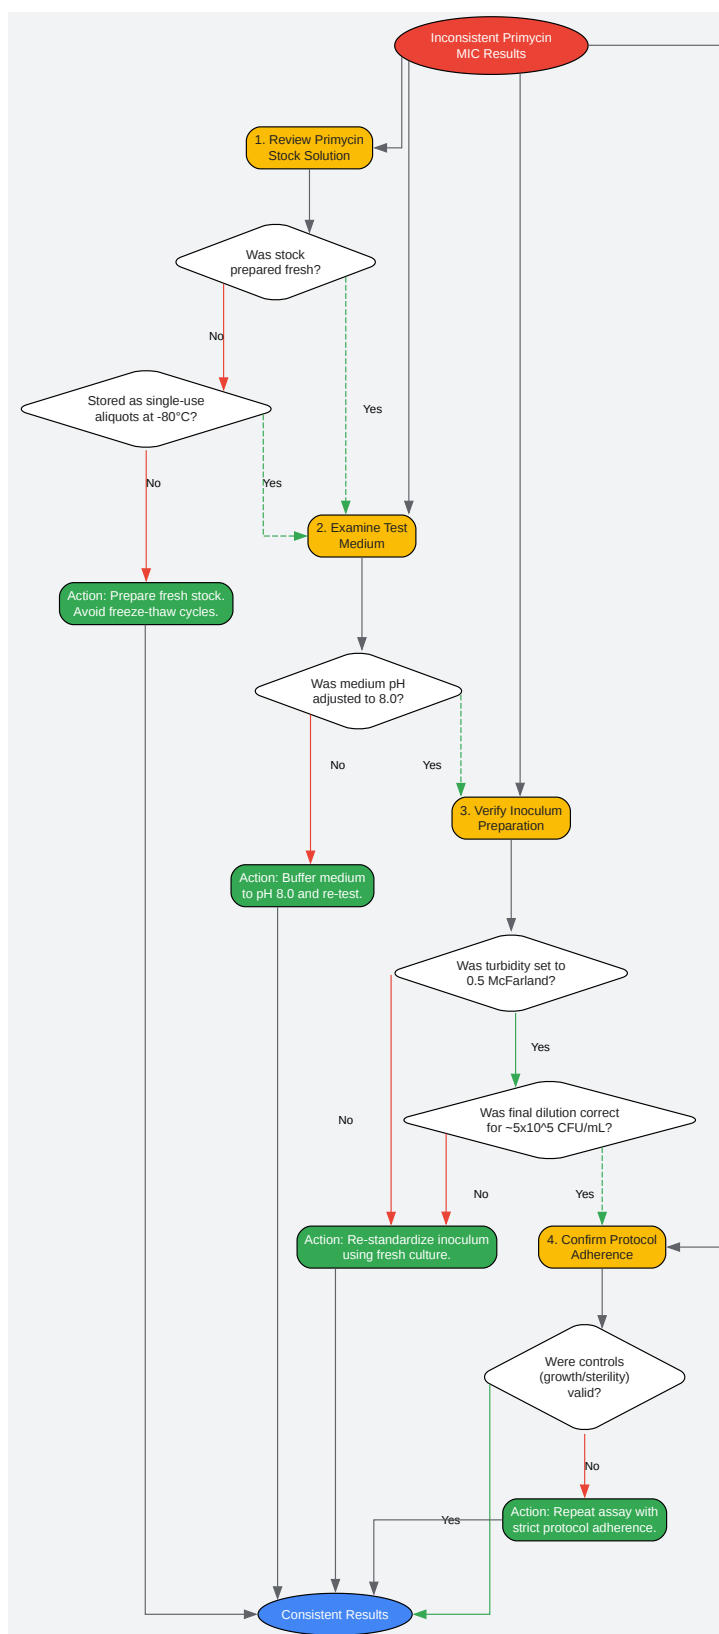 Inconsistent Primycin
MIC Results
1. Review Primycin
Stock Solution
Was stock
prepared fresh?
No
Stored as single-use
aliquots at -80°C?
Yes
No
Yes
2. Examine Test
Medium
Action: Prepare fresh stock.
Avoid freeze-thaw cycles.
Was medium pH
adjusted to 8.0?
No
Yes
3. Verify Inoculum
Preparation
Action: Buffer medium
to pH 8.0 and re-test.
Was turbidity set to
0.5 McFarland?
Yes
No
Was final dilution correct
for ~5x10^5 CFU/mL?
No
Yes
Action: Re-standardize inoculum
using fresh culture.
4. Confirm Protocol
Adherence
Were controls
(growth/sterility)
valid?
No
Action: Repeat assay with
strict protocol adherence.
Yes
Consistent Results